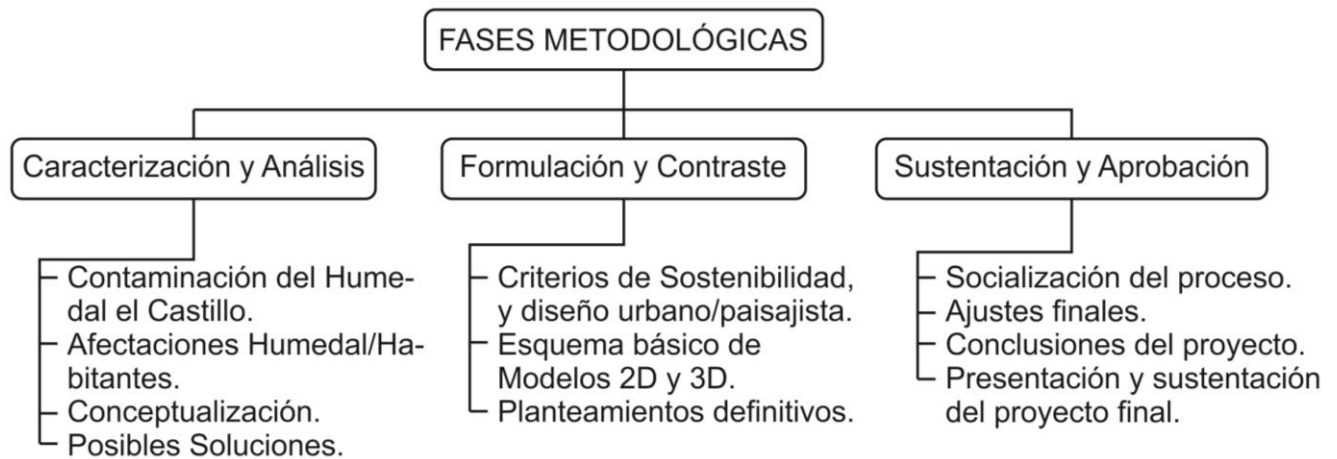 FASES METODOLÓGICAS
Caracterización y Análisis
Contaminación del Hume-
dal el Castillo.
Afectaciones Humedal/Ha-
bitantes.
Conceptualización.
Posibles Soluciones.
Formulación y Contraste
Criterios de Sostenibilidad,
y diseño urbano/paisajista.
Esquema básico de
Modelos 2D y 3D.
Planteamientos definitivos.
Sustentación y Aprobación
Socialización del proceso.
Ajustes finales.
Conclusiones del proyecto.
Presentación y sustentación
del proyecto final.